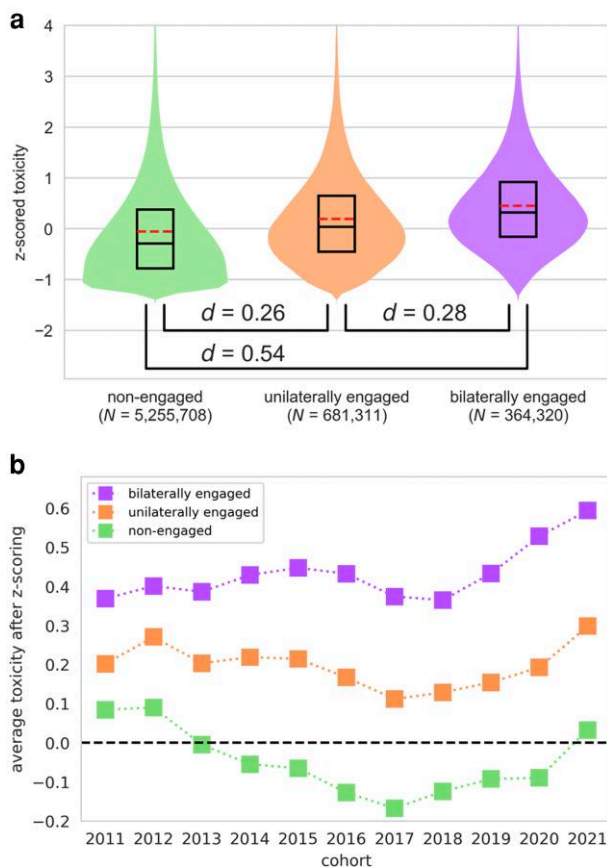 a
4
3
2
1
0
−1
−2
z-scored toxicity
d = 0.26
d = 0.28
d = 0.54
non-engaged
(N = 5,255,708)
unilaterally engaged
(N = 681,311)
bilaterally engaged
(N = 364,320)
b
0.6
0.5
0.4
0.3
0.2
0.1
0.0
−0.1
−0.2
average toxicity after z-scoring
bilaterally engaged
unilaterally engaged
non-engaged
2011 2012 2013 2014 2015 2016 2017 2018 2019 2020 2021
cohort